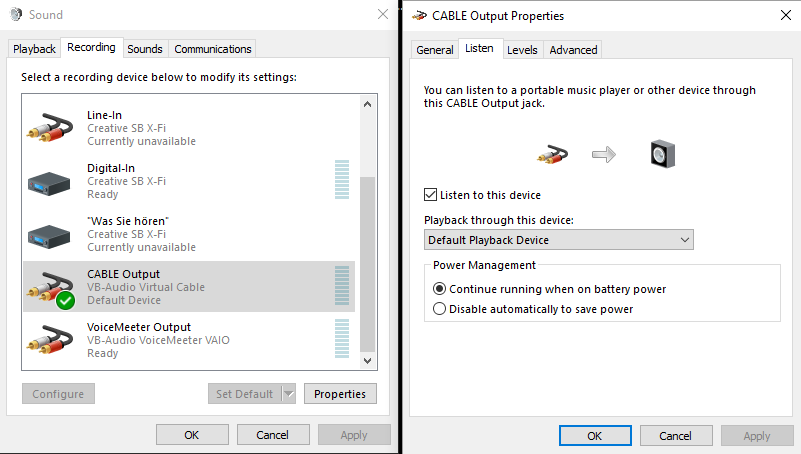 Sound
Playback
Recording
Sounds
Communications
Select a recording device below to modify its settings:
Line-In
Creative SB X-Fi
Currently unavailable
Digital-In
Creative SB X-Fi
Ready
"Was Sie hören"
Creative SB X-Fi
Currently unavailable
CABLE Output
VB-Audio Virtual Cable
Default Device
VoiceMeeter Output
VB-Audio VoiceMeeter VAIO
Ready
Configure
Set Default
Properties
OK
Cancel
Apply
CABLE Output Properties
General
Listen
Levels
Advanced
You can listen to a portable music player or other device through
this CABLE Output jack.
Listen to this device
Playback through this device:
Default Playback Device
Power Management
Continue running when on battery power
Disable automatically to save power
OK
Cancel
Apply